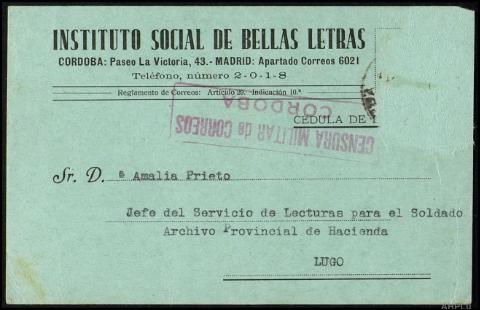 INSTITUTO SOCIAL DE BELLAS LETRAS
CORDOBA: Paseo La Victoria, 43.- MADRID: Apartado Correos 6021
Teléfono, número 2-0-1-8
Reglamento de Correos: Artículo 29. Indicación 10.ª
CEDULA DE
CENSURA MILITAR de CORREOS
CORDOBA
Sr. D. ª Amalia Prieto
Jefe del Servicio de Lecturas para el Soldado
Archivo Provincial de Hacienda
LUGO
AHPLU